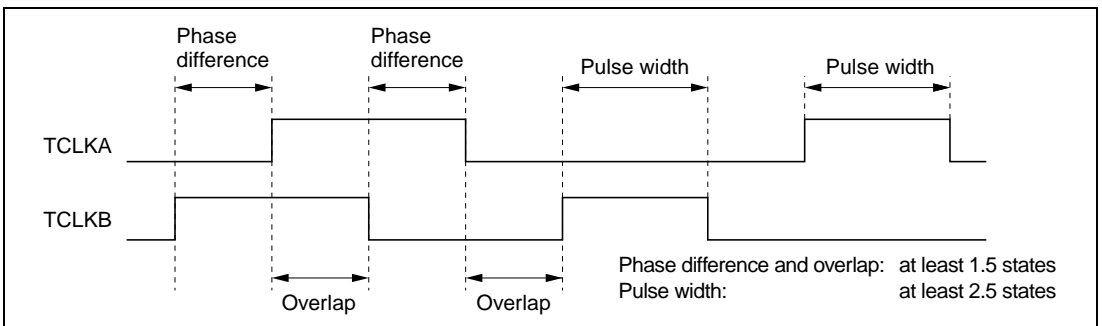 Phase
difference
Phase
difference
Pulse width
Pulse width
TCLKA
TCLKB
Overlap
Overlap
Phase difference and overlap: at least 1.5 states
Pulse width: at least 2.5 states